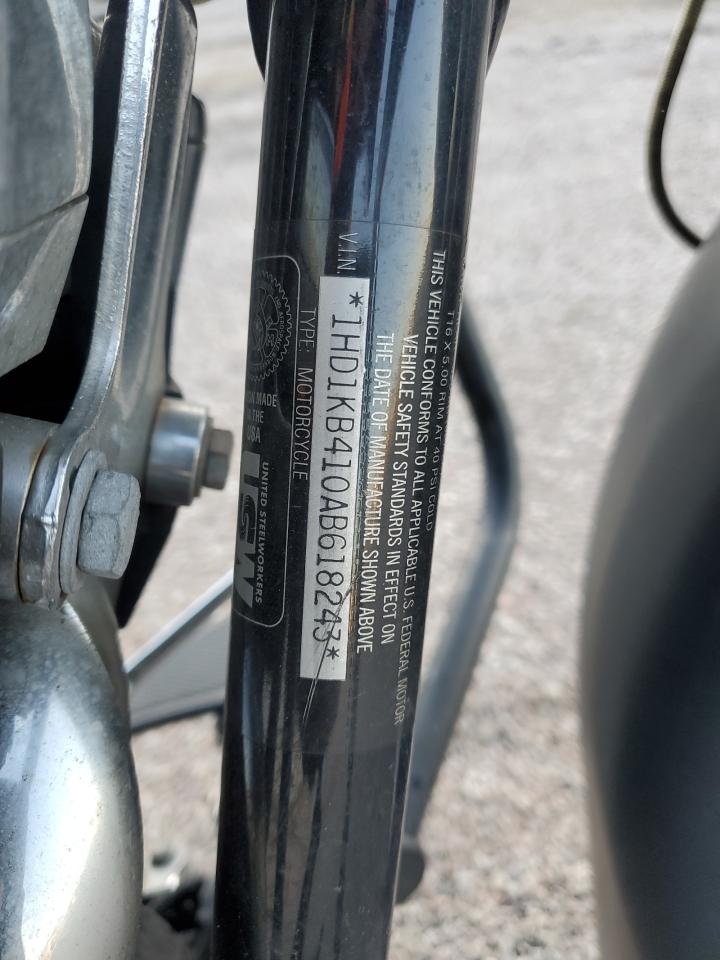 T16 X 5.00 RIM AT 40 PSI COLD
THIS VEHICLE CONFORMS TO ALL APPLICABLE U.S. FEDERAL MOTOR
VEHICLE SAFETY STANDARDS IN EFFECT ON
THE DATE OF MANUFACTURE SHOWN ABOVE
V.I.N. *1HD1KB410AB618243*
TYPE: MOTORCYCLE
MADE
IN THE
USA
UNITED STEELWORKERS
USW